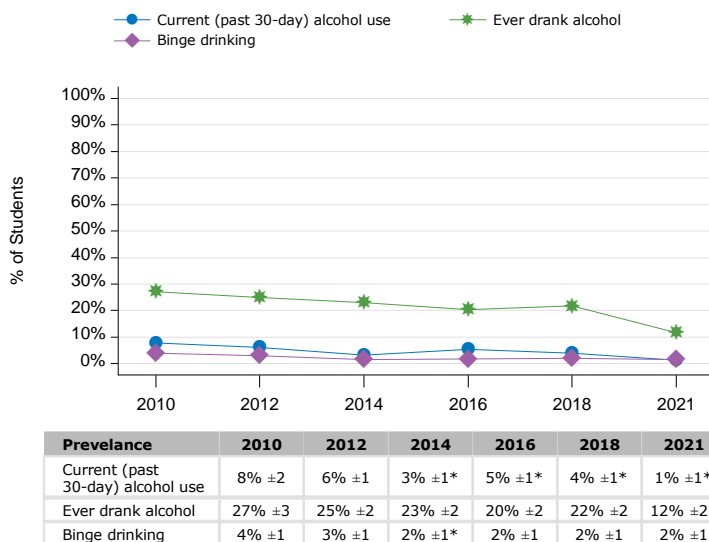 Current (past 30-day) alcohol use
Ever drank alcohol
Binge drinking
% of Students
100%
90%
80%
70%
60%
50%
40%
30%
20%
10%
0%
2010 2012 2014 2016 2018 2021
Prevelance 2010 2012 2014 2016 2018 2021
Current (past
30-day) alcohol use 8% ±2 6% ±1 3% ±1* 5% ±1* 4% ±1* 1% ±1*
Ever drank alcohol 27% ±3 25% ±2 23% ±2 20% ±2 22% ±2 12% ±2
Binge drinking 4% ±1 3% ±1 2% ±1* 2% ±1 2% ±1 2% ±1